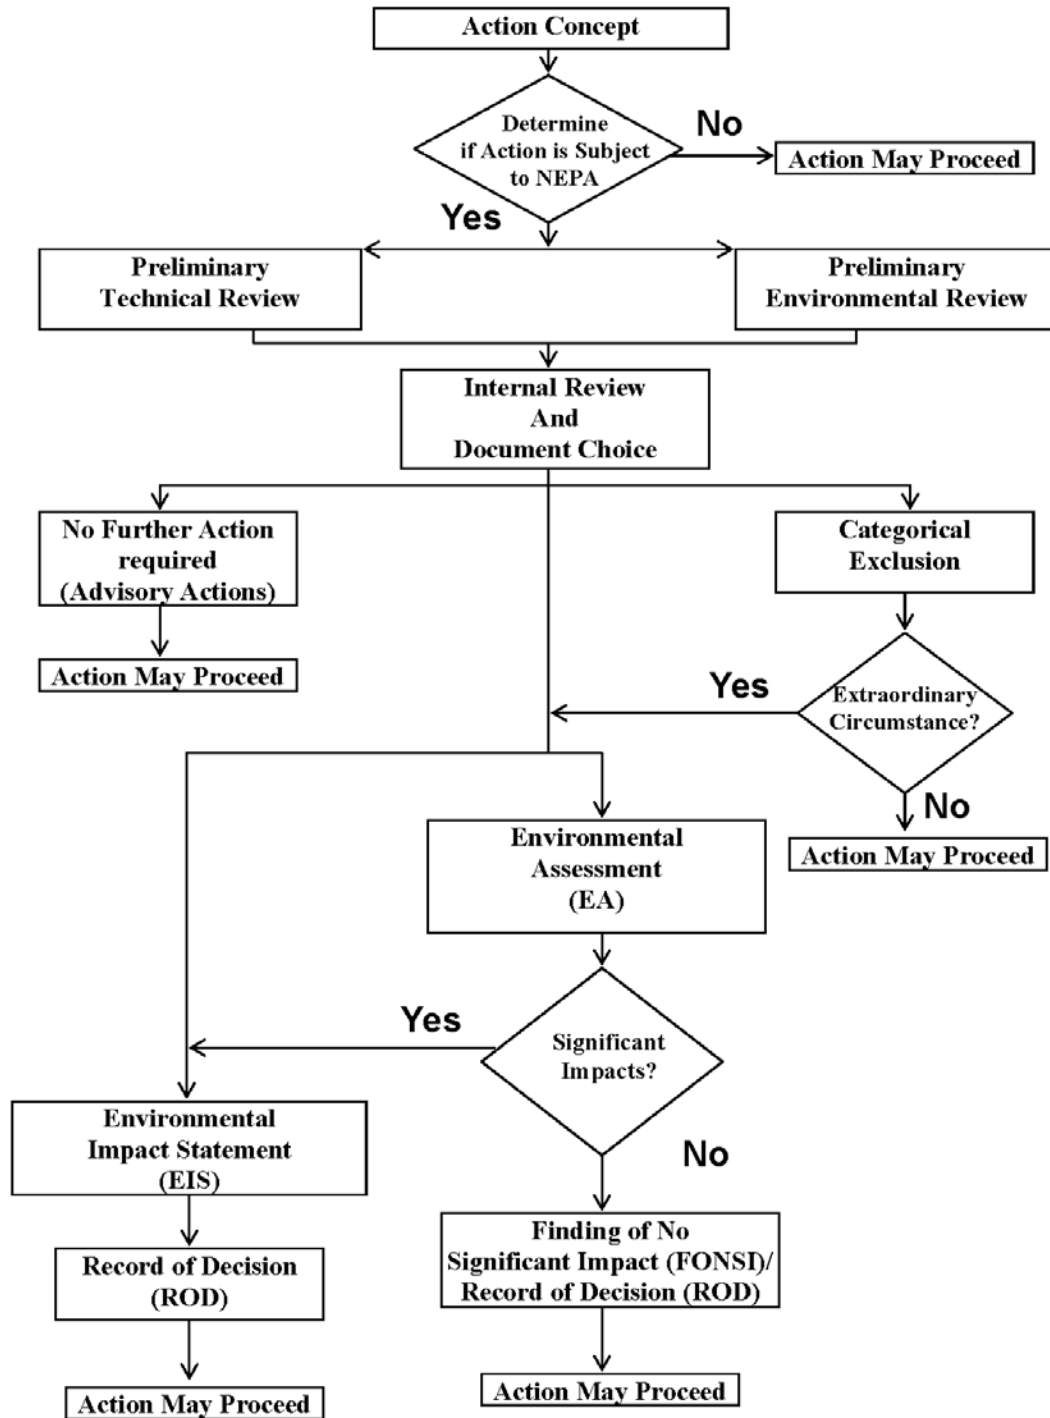 Action Concept
Determine
if Action is Subject
to NEPA
No
Action May Proceed
Yes
Preliminary
Technical Review
Preliminary
Environmental Review
Internal Review
And
Document Choice
No Further Action
required
(Advisory Actions)
Action May Proceed
Categorical
Exclusion
Yes
Extraordinary
Circumstance?
No
Action May Proceed
Environmental
Assessment
(EA)
Yes
Significant
Impacts?
No
Environmental
Impact Statement
(EIS)
Record of Decision
(ROD)
Action May Proceed
Finding of No
Significant Impact (FONSI)/
Record of Decision (ROD)
Action May Proceed